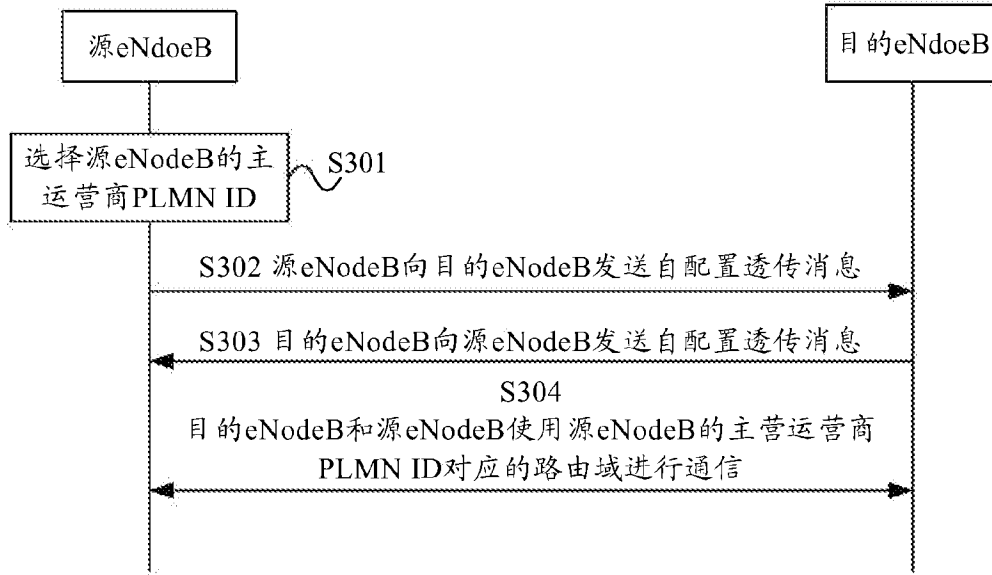 源eNdoeB
目的eNdoeB
选择源eNodeB的主
运营商PLMN ID
S301
S302 源eNodeB向目的eNodeB发送自配置透传消息
S303 目的eNodeB向源eNodeB发送自配置透传消息
S304
目的eNodeB和源eNodeB使用源eNodeB的主营运营商
PLMN ID对应的路由域进行通信